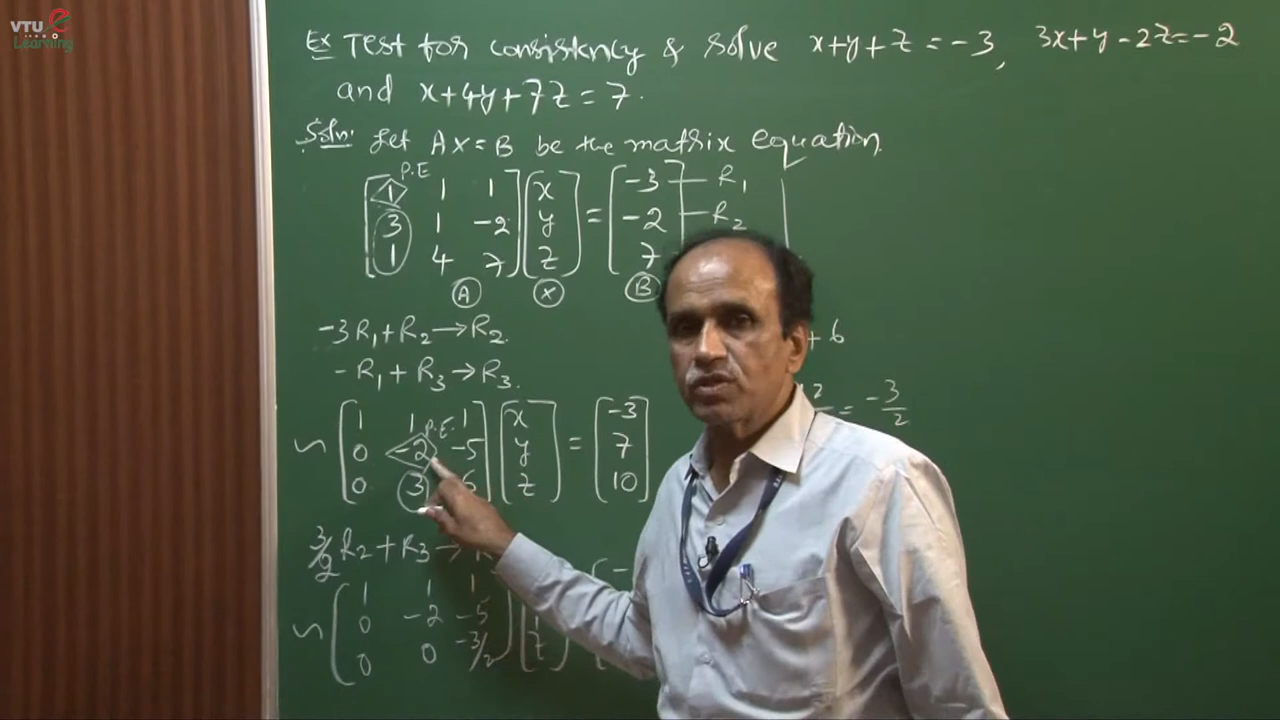 VTU e
Learning
Ex Test for consistency & solve x+y+z=-3, 3x+y-2z=-2
and x+4y+7z=7.
Soln: Let AX=B be the matrix equation.
P.E
1 1 1 x = -3 - R1
3 1 -2 y -2 - R2
1 4 7 z 7
A X B
-3R1+R2→R2.
-R1+R3→R3.
+ 6
= -3/2
1 1 1 x -3
P.E.
~ 0 -2 -5 y = 7
0 3 6 z 10
3/2 R2+R3→R
1 1 1
~ 0 -2 -5
0 0 -3/2 z